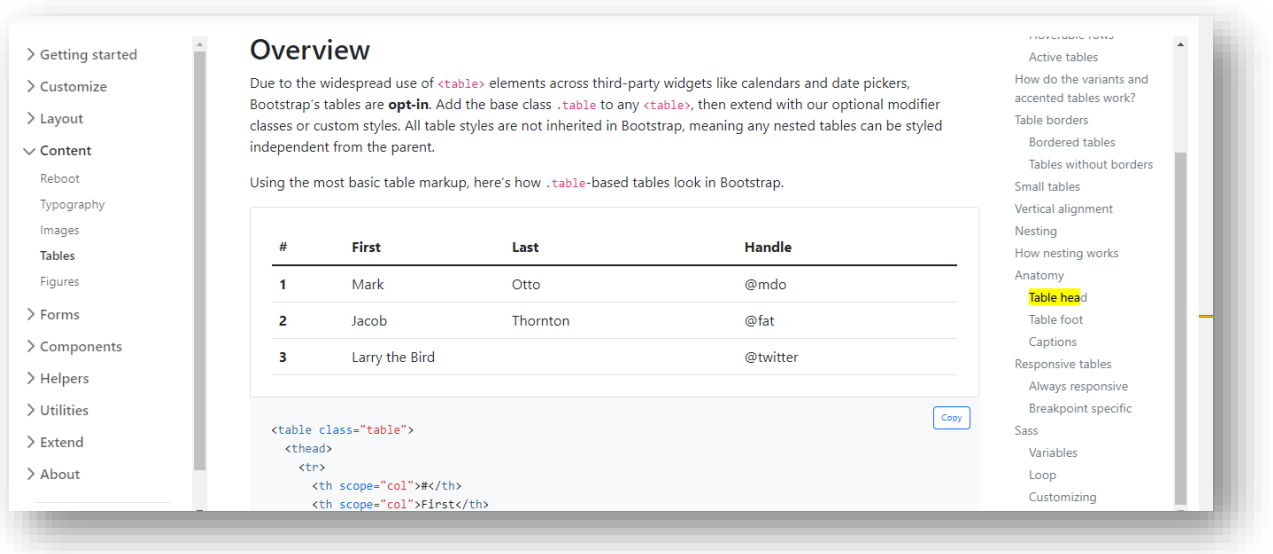 Getting started
Customize
Layout
Content
Reboot
Typography
Images
Tables
Figures
Forms
Components
Helpers
Utilities
Extend
About
Overview
Due to the widespread use of <table> elements across third-party widgets like calendars and date pickers,
Bootstrap's tables are opt-in. Add the base class .table to any <table>, then extend with our optional modifier
classes or custom styles. All table styles are not inherited in Bootstrap, meaning any nested tables can be styled
independent from the parent.
Using the most basic table markup, here's how .table-based tables look in Bootstrap.
# First Last Handle
1 Mark Otto @mdo
2 Jacob Thornton @fat
3 Larry the Bird @twitter
Copy
<table class="table">
<thead>
<tr>
<th scope="col">#</th>
<th scope="col">First</th>
Hoverable rows
Active tables
How do the variants and
accented tables work?
Table borders
Bordered tables
Tables without borders
Small tables
Vertical alignment
Nesting
How nesting works
Anatomy
Table head
Table foot
Captions
Responsive tables
Always responsive
Breakpoint specific
Sass
Variables
Loop
Customizing